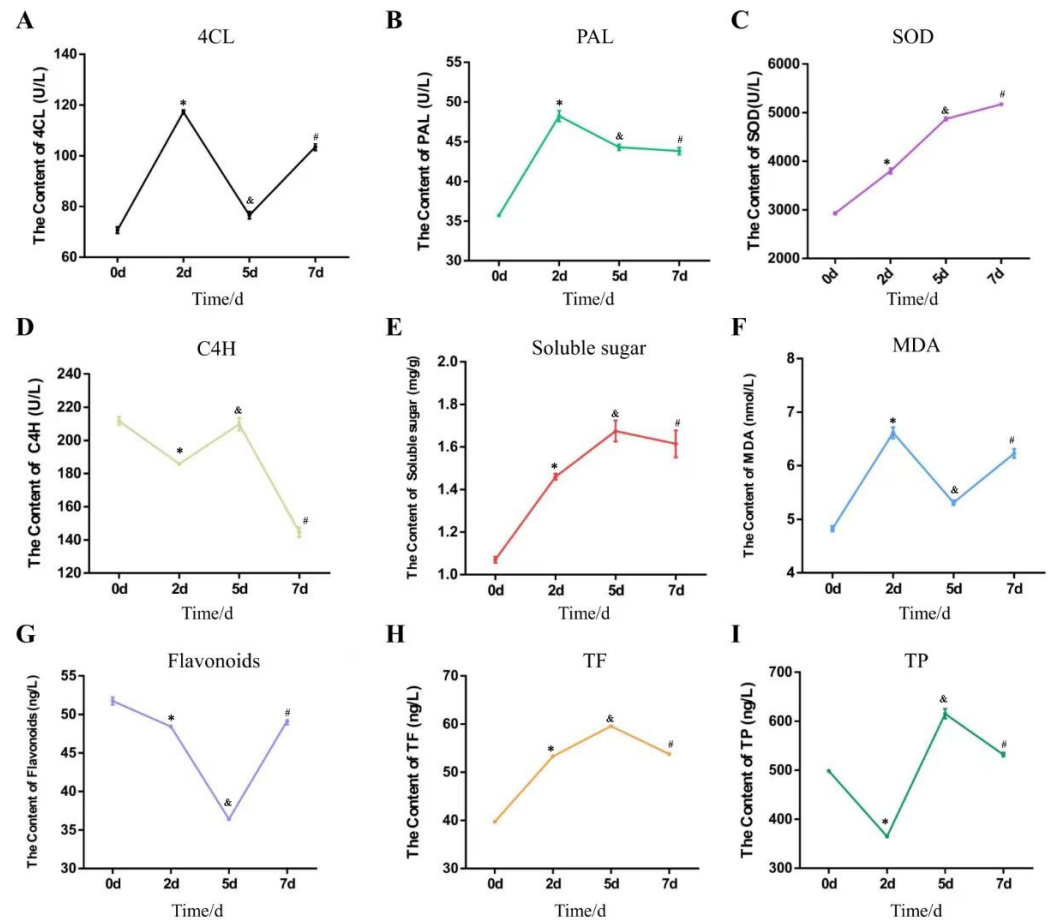 A
4CL
The Content of 4CL (U/L)
140
120
100
80
60
*
&
#
0d 2d 5d 7d
Time/d
B
PAL
The Content of PAL (U/L)
50
45
40
35
30
*
&
#
0d 2d 5d 7d
Time/d
C
SOD
The Content of SOD(U/L)
6000
5000
4000
3000
2000
*
&
#
0d 2d 5d 7d
Time/d
D
C4H
The Content of C4H (U/L)
240
220
200
180
160
140
120
*
&
#
0d 2d 5d 7d
Time/d
E
Soluble sugar
The Content of Soluble sugar (mg/g)
2.0
1.8
1.6
1.4
1.2
1.0
*
&
#
0d 2d 5d 7d
Time/d
F
MDA
The Content of MDA (nmol/L)
8
7
6
5
4
*
&
#
0d 2d 5d 7d
Time/d
G
Flavonoids
The Content of Flavonoids (ng/L)
55
50
45
40
35
30
*
&
#
0d 2d 5d 7d
Time/d
H
TF
The Content of TF (ng/L)
70
60
50
40
30
*
&
#
0d 2d 5d 7d
Time/d
I
TP
The Content of TP (ng/L)
700
600
500
400
300
*
&
#
0d 2d 5d 7d
Time/d